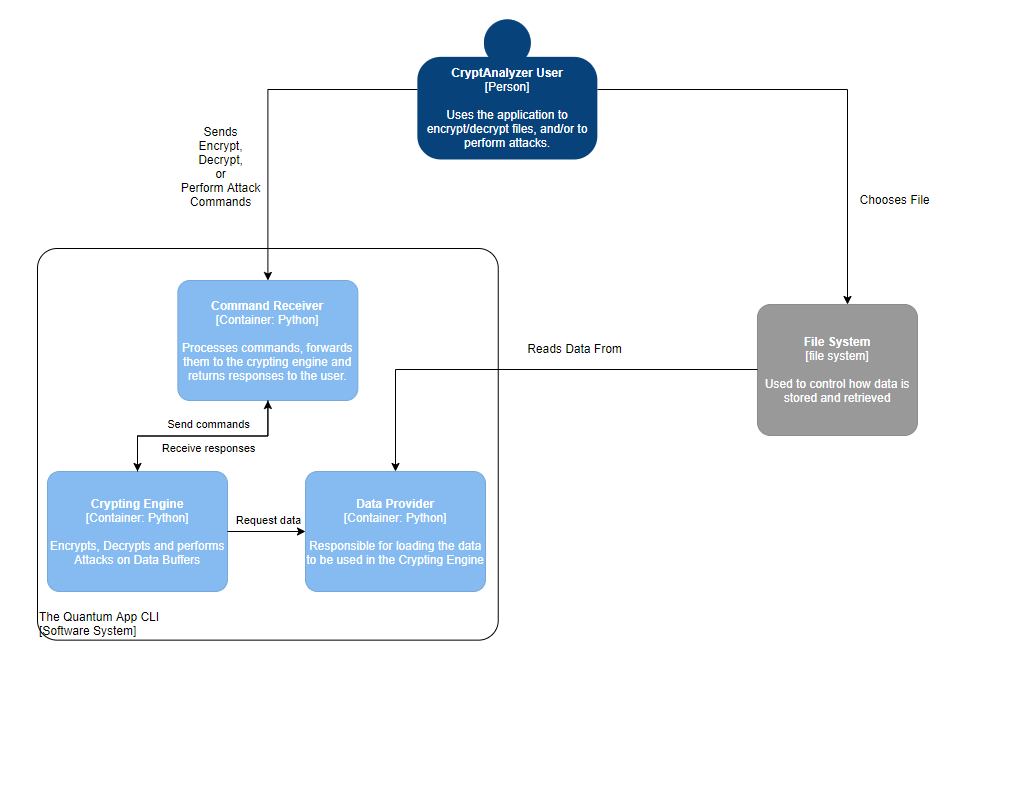 CryptAnalyzer User
[Person]
Uses the application to
encrypt/decrypt files, and/or to
perform attacks.
Sends
Encrypt,
Decrypt,
or
Perform Attack
Commands
Chooses File
Command Receiver
[Container: Python]
Processes commands, forwards
them to the crypting engine and
returns responses to the user.
File System
[file system]
Used to control how data is
stored and retrieved
Reads Data From
Send commands
Receive responses
Crypting Engine
[Container: Python]
Encrypts, Decrypts and performs
Attacks on Data Buffers
Request data
Data Provider
[Container: Python]
Responsible for loading the data
to be used in the Crypting Engine
The Quantum App CLI
[Software System]